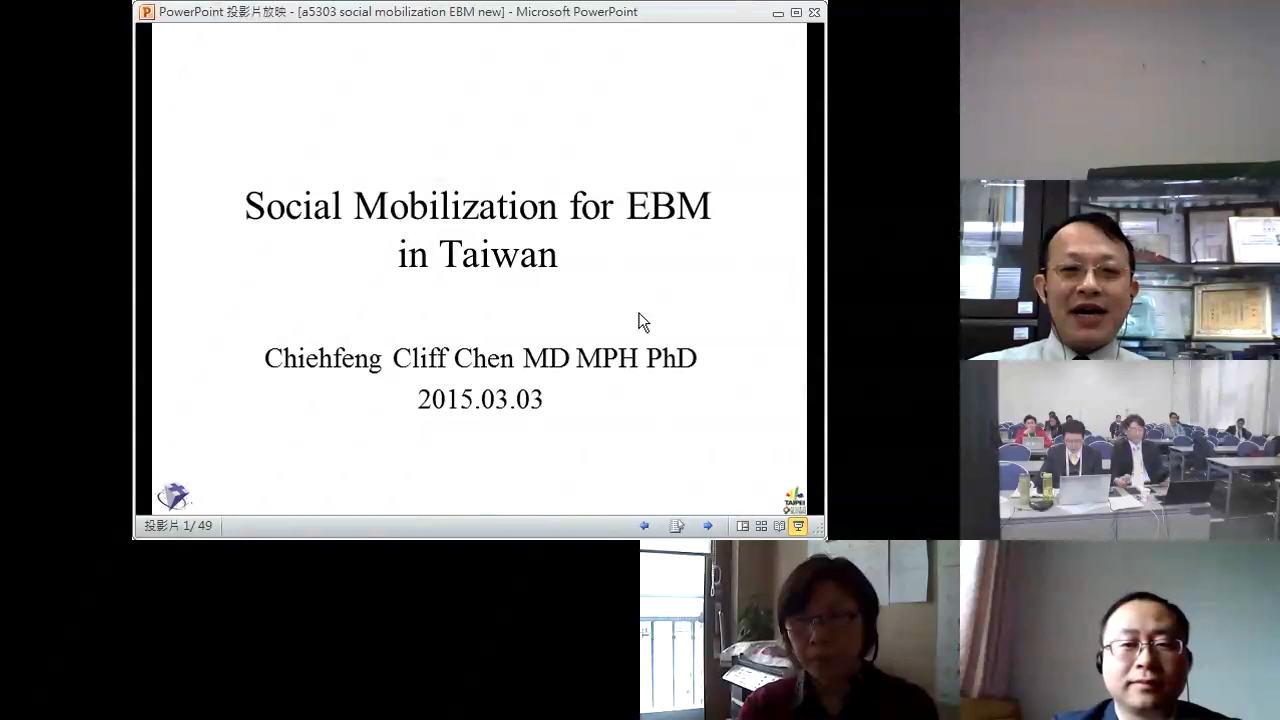 PowerPoint 投影片放映 - [a5303 social mobilization EBM new] - Microsoft PowerPoint
Social Mobilization for EBM
in Taiwan
Chiehfeng Cliff Chen MD MPH PhD
2015.03.03
TAIPEI
投影片 1/ 49